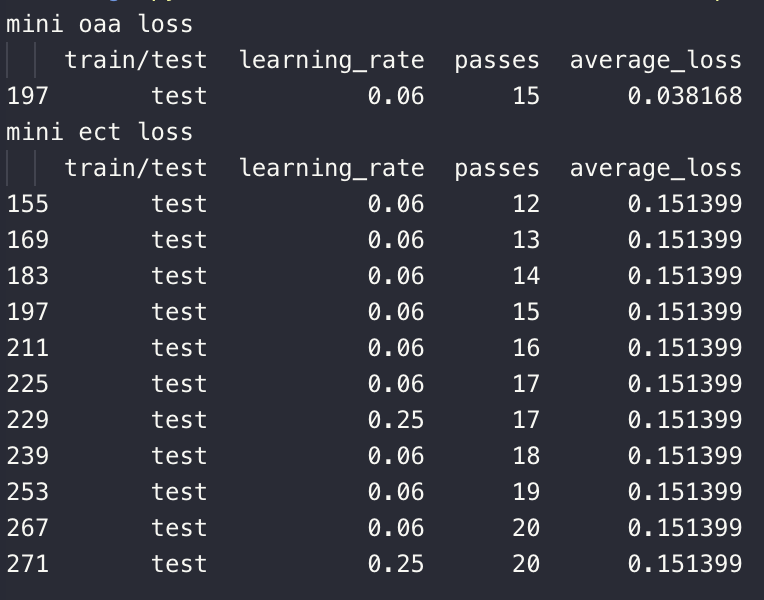 mini oaa loss
train/test learning_rate passes average_loss
197 test 0.06 15 0.038168
mini ect loss
train/test learning_rate passes average_loss
155 test 0.06 12 0.151399
169 test 0.06 13 0.151399
183 test 0.06 14 0.151399
197 test 0.06 15 0.151399
211 test 0.06 16 0.151399
225 test 0.06 17 0.151399
229 test 0.25 17 0.151399
239 test 0.06 18 0.151399
253 test 0.06 19 0.151399
267 test 0.06 20 0.151399
271 test 0.25 20 0.151399